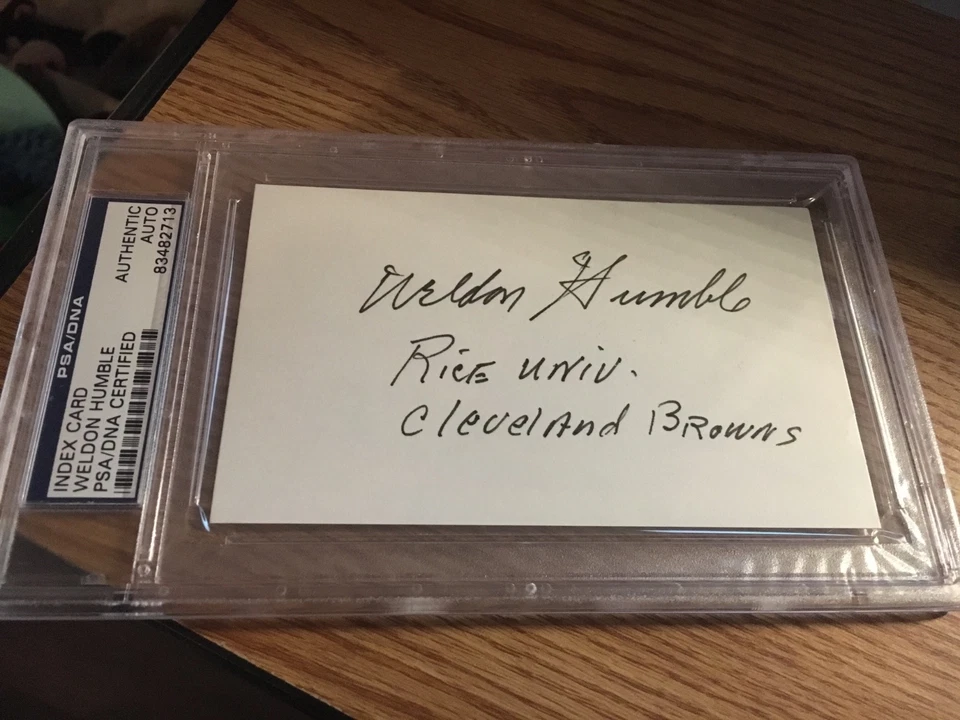 PSA/DNA
INDEX CARD
WELDON HUMBLE
PSA/DNA CERTIFIED
AUTHENTIC
AUTO
83482713
Weldon Humble
Rice Univ.
Cleveland Browns